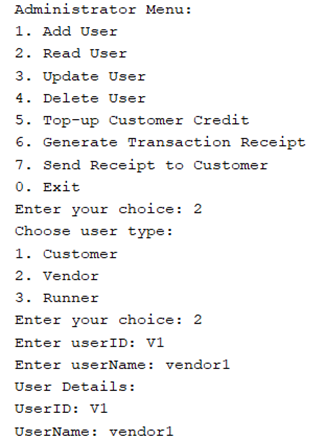 Administrator Menu:
1. Add User
2. Read User
3. Update User
4. Delete User
5. Top-up Customer Credit
6. Generate Transaction Receipt
7. Send Receipt to Customer
0. Exit
Enter your choice: 2
Choose user type:
1. Customer
2. Vendor
3. Runner
Enter your choice: 2
Enter userID: V1
Enter userName: vendor1
User Details:
UserID: V1
UserName: vendor1